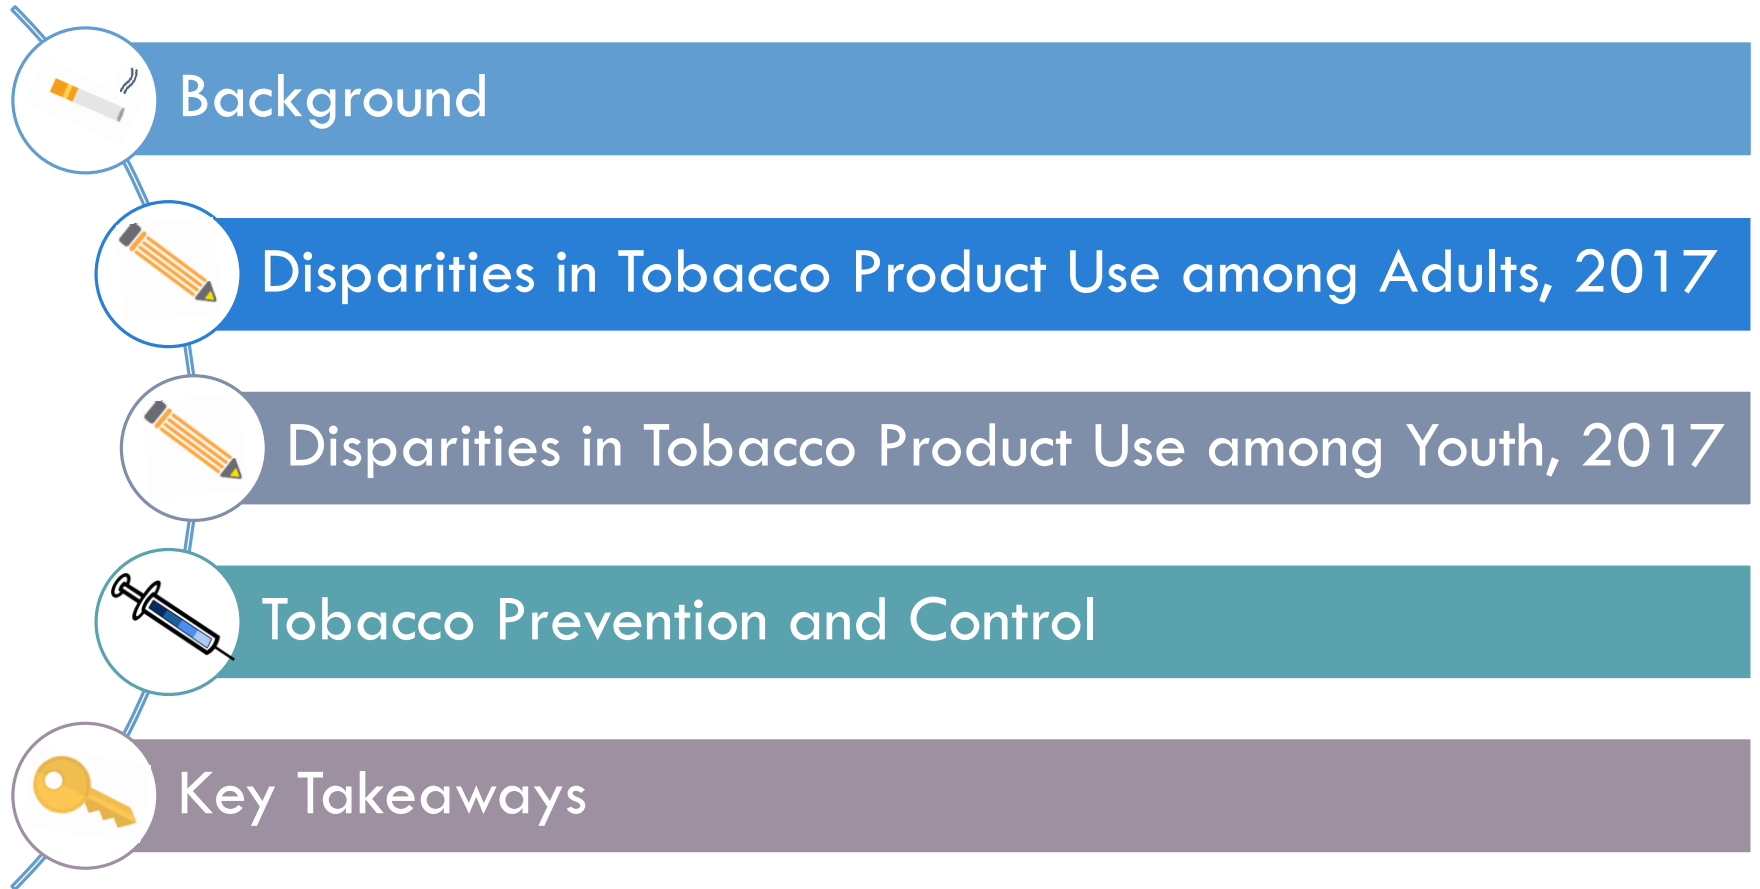 Background
Disparities in Tobacco Product Use among Adults, 2017
Disparities in Tobacco Product Use among Youth, 2017
Tobacco Prevention and Control
Key Takeaways